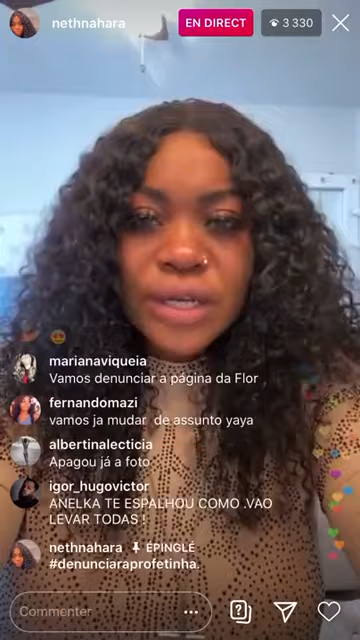 nethnahara
EN DIRECT
3 330
marianaviqueia
Vamos denunciar a página da Flor
fernandomazi
vamos ja mudar de assunto yaya
albertinalecticia
Apagou já a foto
igor_hugovictor
ANELKA TE ESPALHOU COMO .VAO
LEVAR TODAS !
nethnahara ÉPINGLÉ
#denunciaraprofetinha.
Commenter